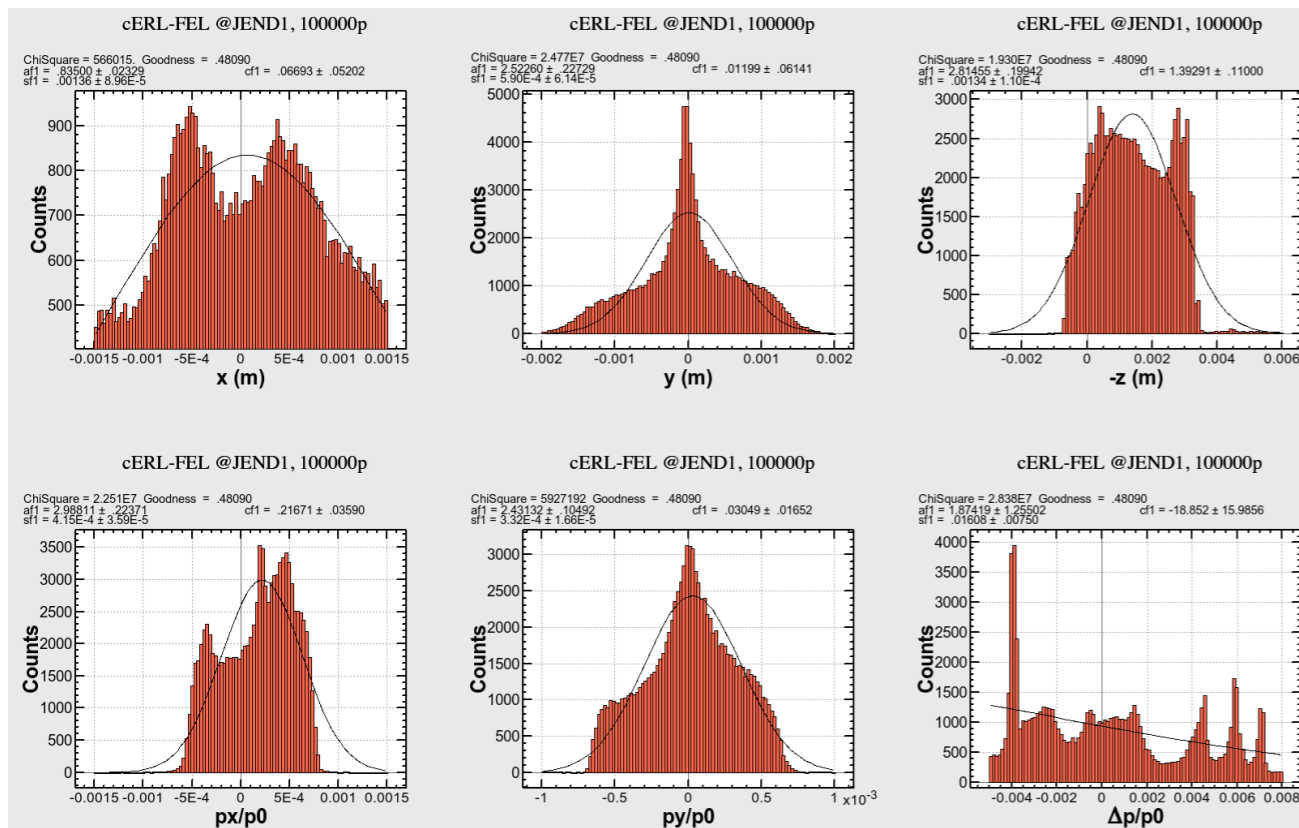 cERL-FEL @JEND1, 100000p
ChiSquare = 566015. Goodness = .48090
af1 = .83500 ± .02329 cf1 = .06693 ± .05202
sf1 = .00136 ± 8.96E-5
900
800
700
600
500
Counts
-0.0015 -0.001 -5E-4 0 5E-4 0.001 0.0015
x (m)
cERL-FEL @JEND1, 100000p
ChiSquare = 2.477E7 Goodness = .48090
af1 = 2.52260 ± .22729 cf1 = .01199 ± .06141
sf1 = 5.90E-4 ± 6.14E-5
5000
4000
3000
2000
1000
0
Counts
-0.002 -0.001 0 0.001 0.002
y (m)
cERL-FEL @JEND1, 100000p
ChiSquare = 1.930E7 Goodness = .48090
af1 = 2.81455 ± .19942 cf1 = 1.39291 ± .11000
sf1 = .00134 ± 1.10E-4
3000
2500
2000
1500
1000
500
0
Counts
-0.002 0 0.002 0.004 0.006
-z (m)
cERL-FEL @JEND1, 100000p
ChiSquare = 2.251E7 Goodness = .48090
af1 = 2.98811 ± .22371 cf1 = .21671 ± .03590
sf1 = 4.15E-4 ± 3.59E-5
3500
3000
2500
2000
1500
1000
500
0
Counts
-0.0015 -0.001 -5E-4 0 5E-4 0.001 0.0015
px/p0
cERL-FEL @JEND1, 100000p
ChiSquare = 5927192 Goodness = .48090
af1 = 2.43132 ± .10492 cf1 = .03049 ± .01652
sf1 = 3.32E-4 ± 1.66E-5
3000
2500
2000
1500
1000
500
0
Counts
-1 -0.5 0 0.5 1 x10⁻³
py/p0
cERL-FEL @JEND1, 100000p
ChiSquare = 2.838E7 Goodness = .48090
af1 = 1.87419 ± 1.25502 cf1 = -18.852 ± 15.9856
sf1 = .01608 ± .00750
4000
3500
3000
2500
2000
1500
1000
500
0
Counts
-0.004 -0.002 0 0.002 0.004 0.006 0.008
Δp/p0